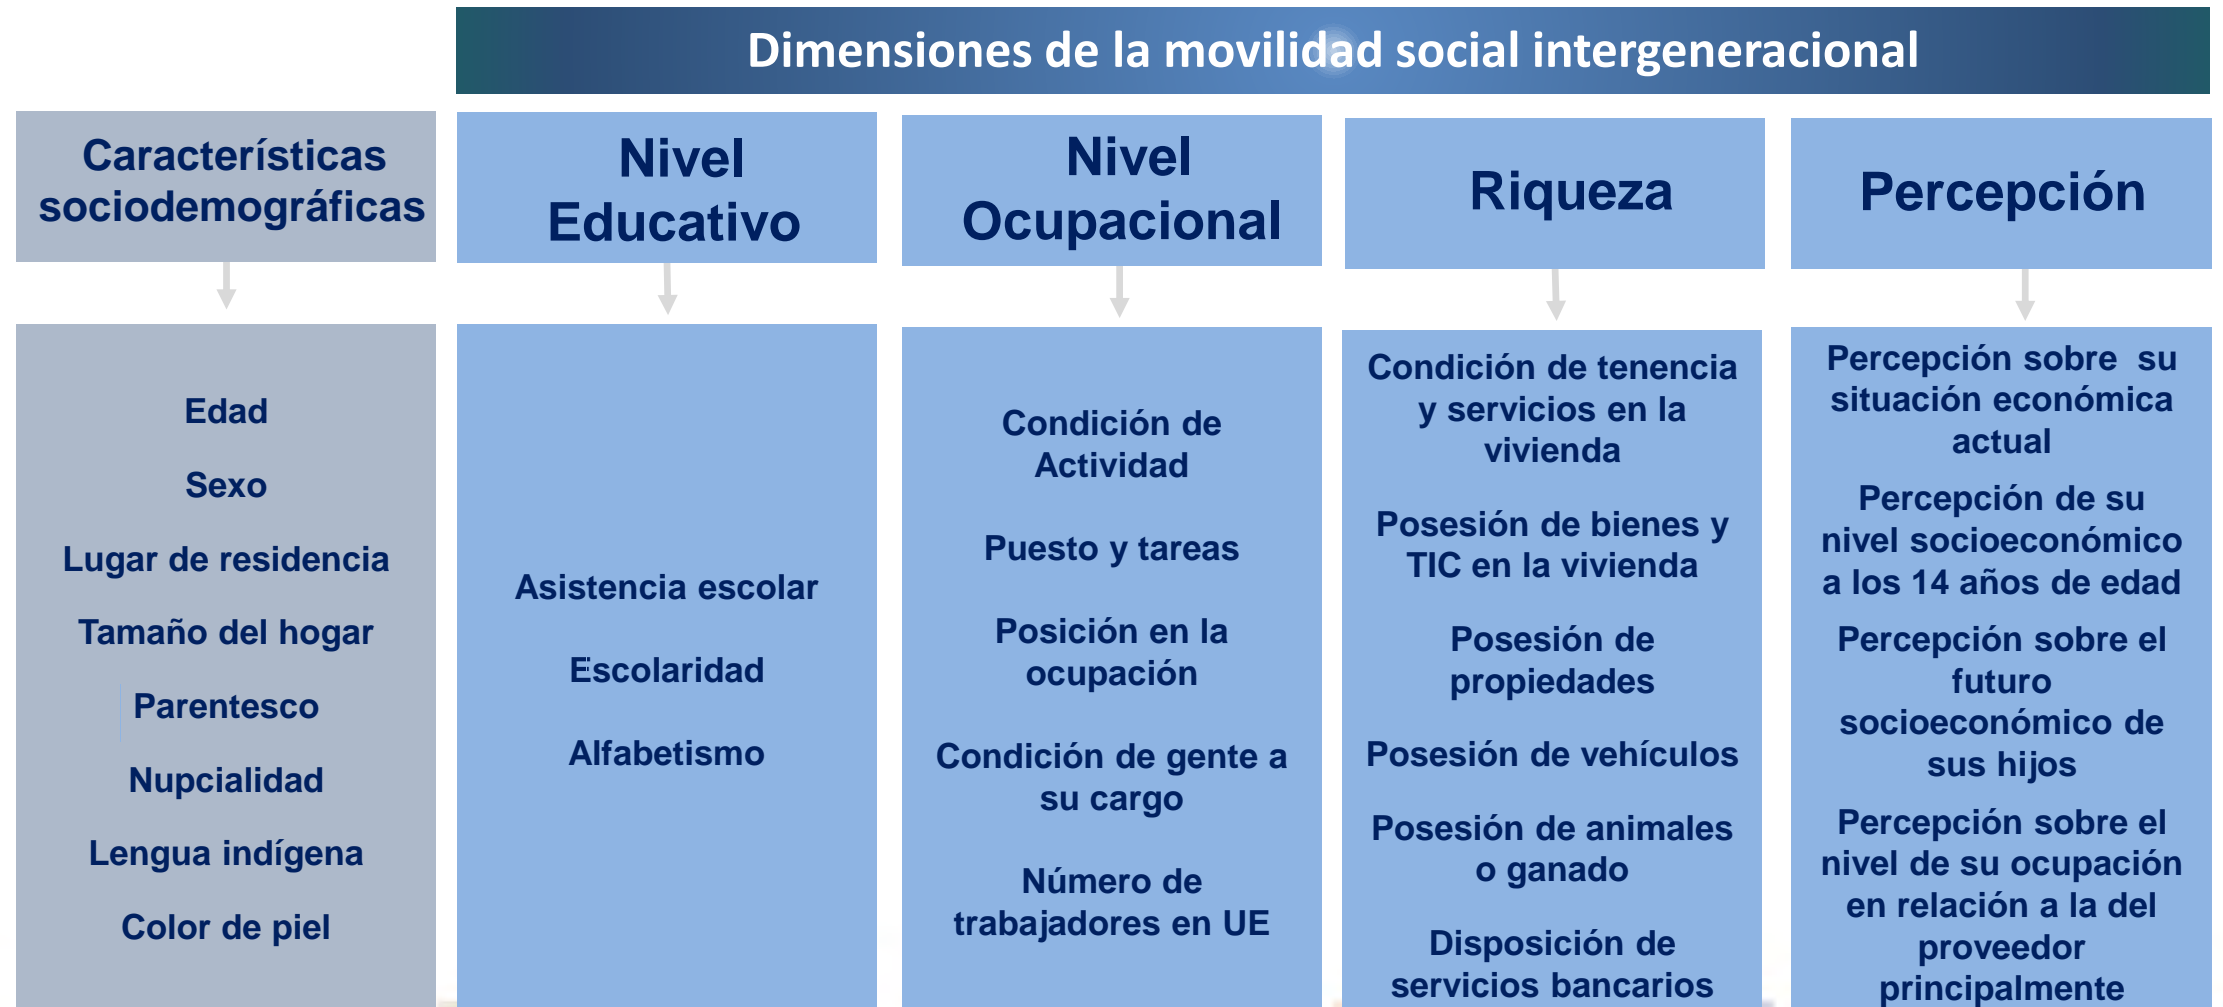 Dimensiones de la movilidad social intergeneracional
Características
sociodemográficas
Edad
Sexo
Lugar de residencia
Tamaño del hogar
Parentesco
Nupcialidad
Lengua indígena
Color de piel
Nivel
Educativo
Asistencia escolar
Escolaridad
Alfabetismo
Nivel
Ocupacional
Condición de
Actividad
Puesto y tareas
Posición en la
ocupación
Condición de gente a
su cargo
Número de
trabajadores en UE
Riqueza
Condición de tenencia
y servicios en la
vivienda
Posesión de bienes y
TIC en la vivienda
Posesión de
propiedades
Posesión de vehículos
Posesión de animales
o ganado
Disposición de
servicios bancarios
Percepción
Percepción sobre su
situación económica
actual
Percepción de su
nivel socioeconómico
a los 14 años de edad
Percepción sobre el
futuro
socioeconómico de
sus hijos
Percepción sobre el
nivel de su ocupación
en relación a la del
proveedor
principalmente